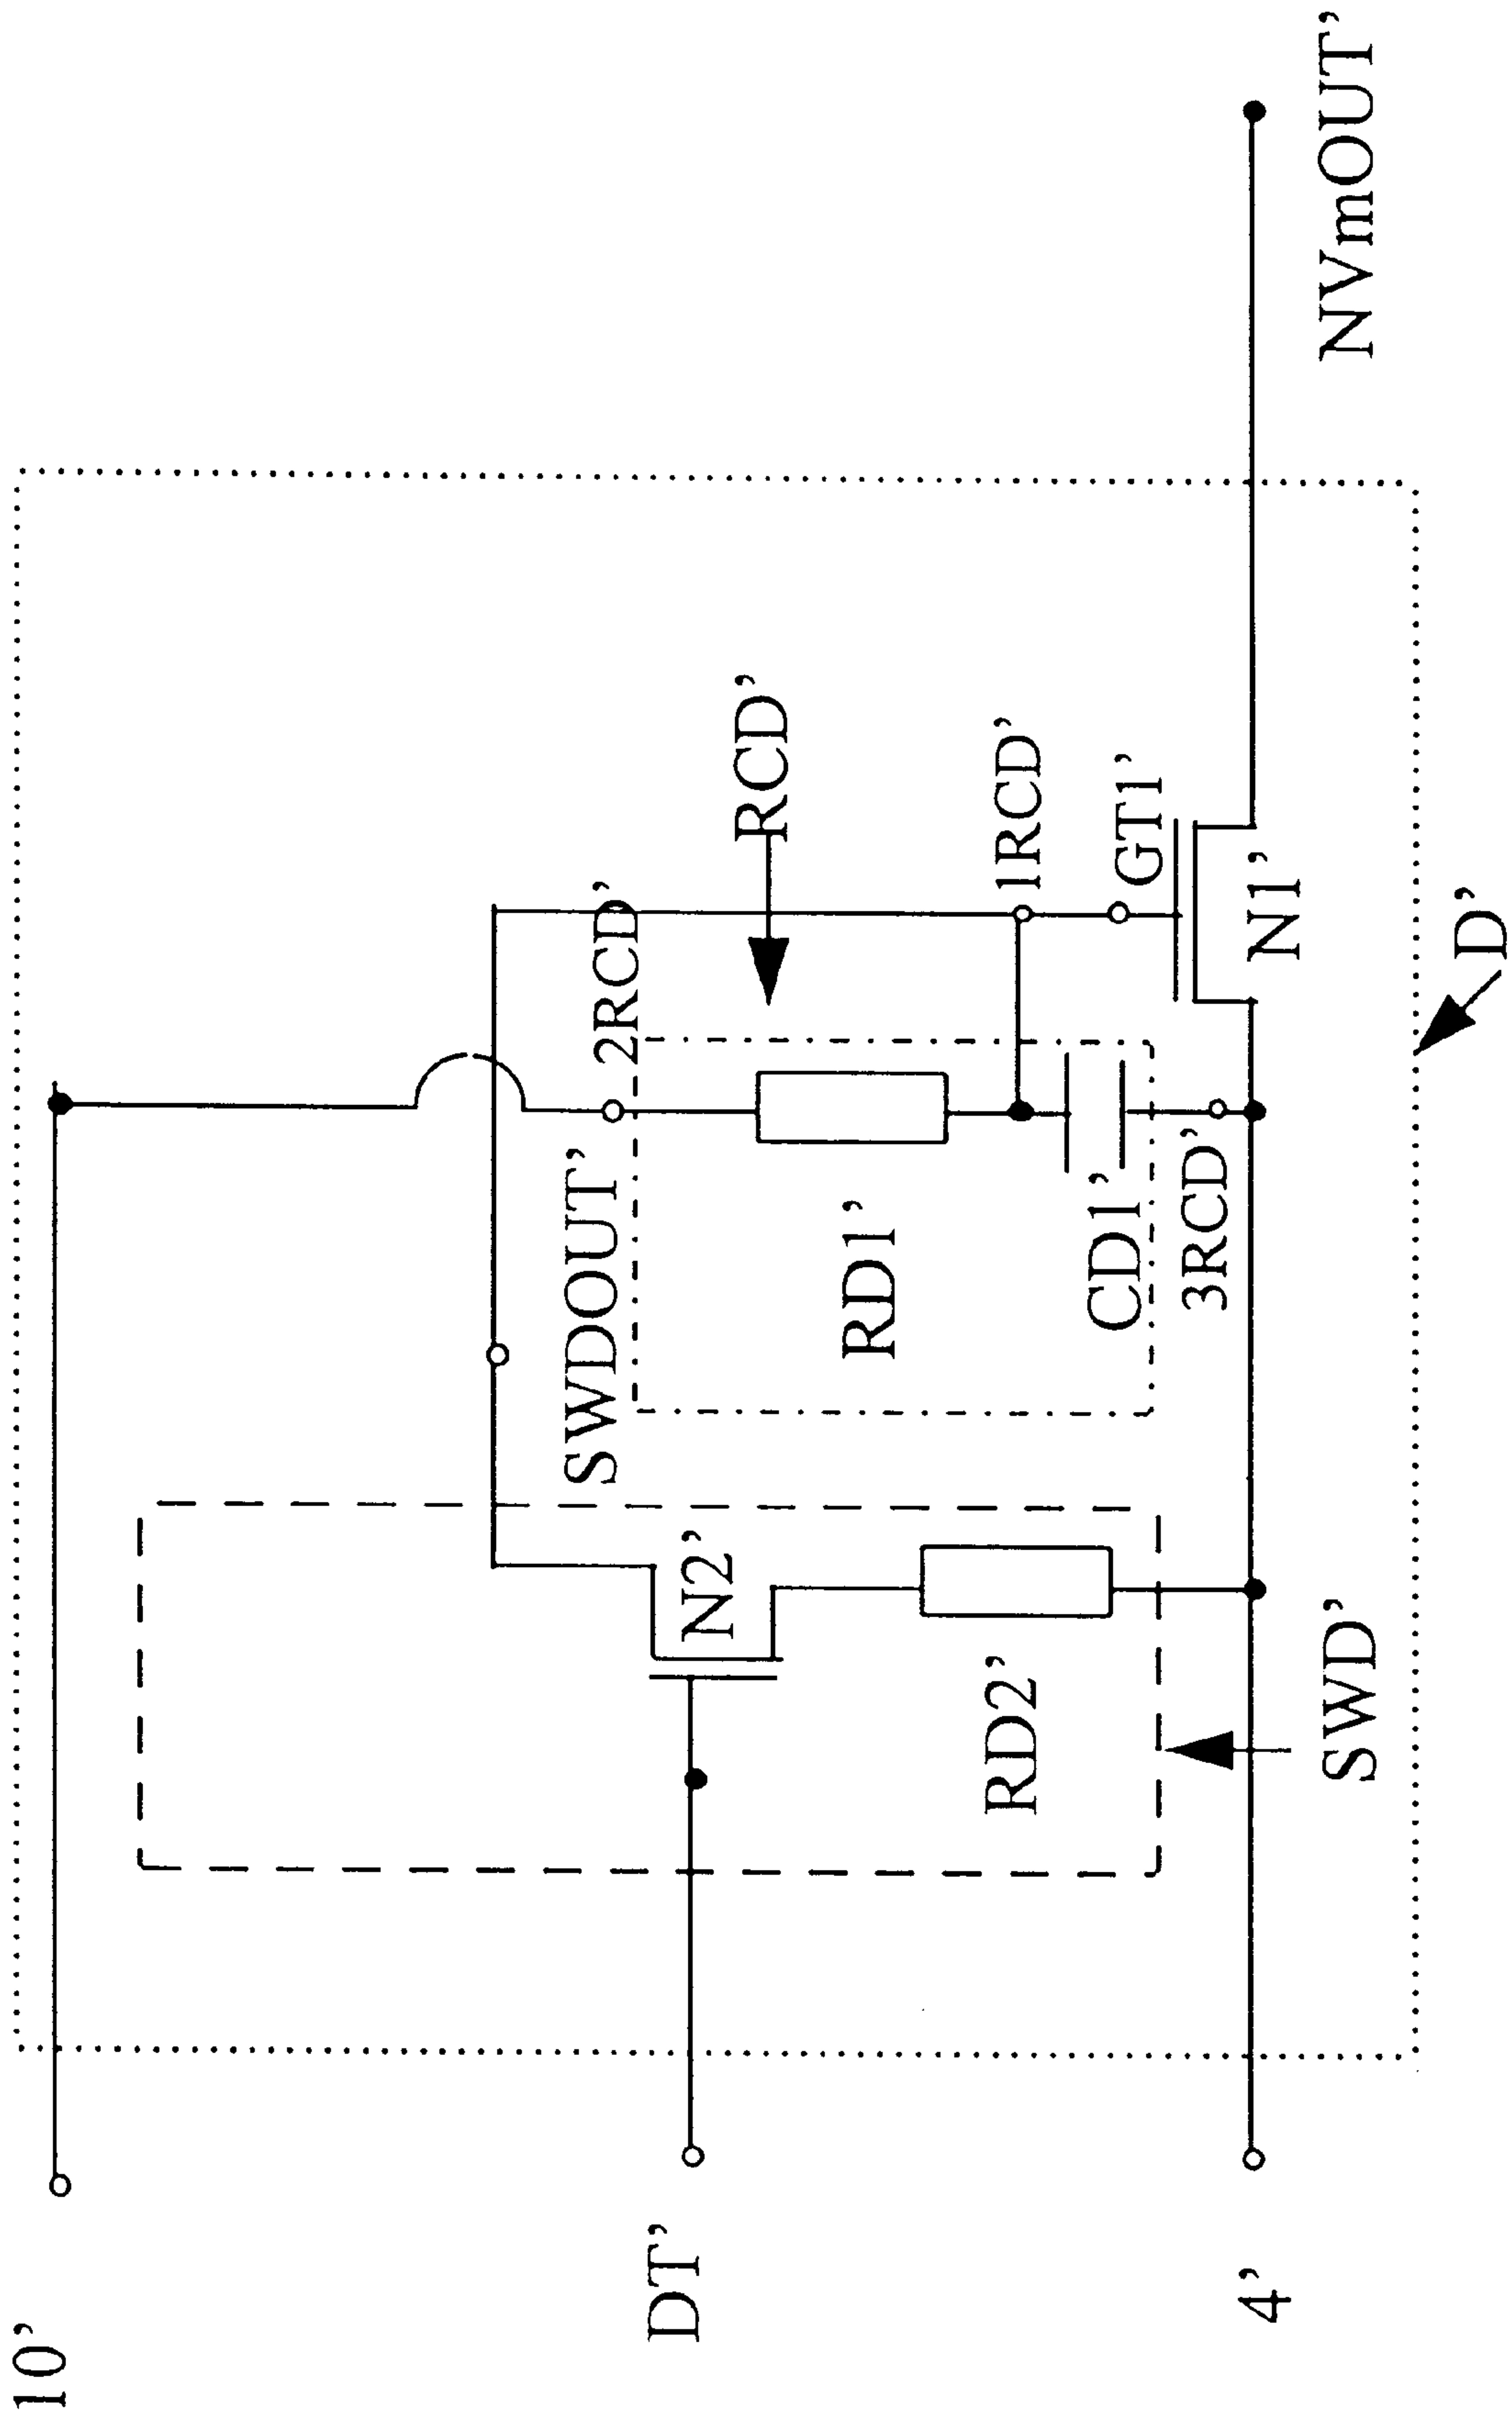 10’
DT’
4’
SWD’
N2’
RD2’
SWDOUT’
2RCD’
RCD’
RD1’
CD1’
3RCD’
1RCD’
GT1’
N1’
D’
NVmOUT’